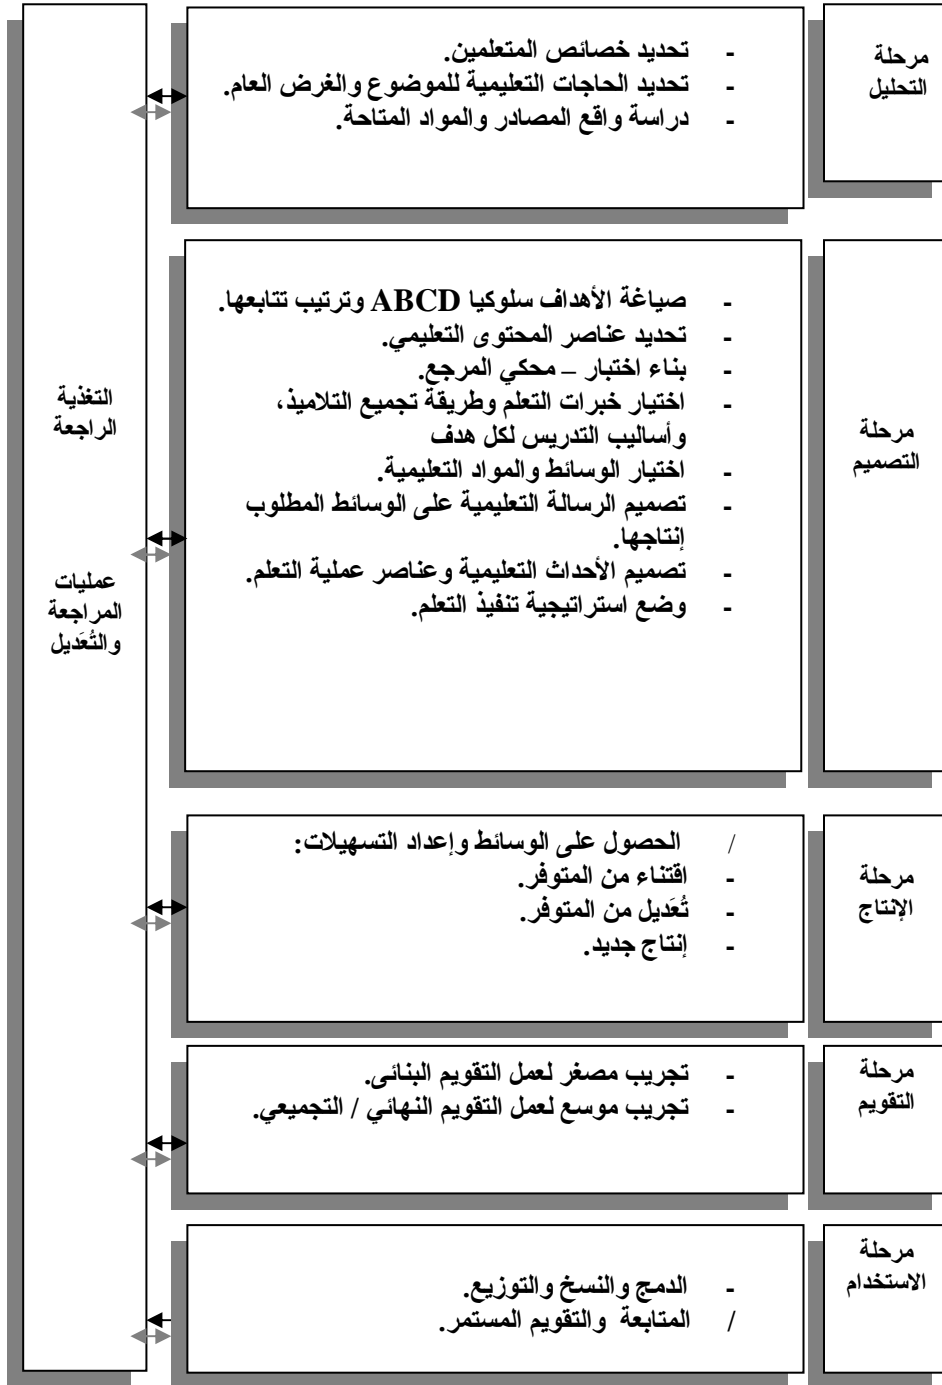 مرحلة
التحليل
- تحديد خصائص المتعلمين.
- تحديد الحاجات التعليمية للموضوع والغرض العام.
- دراسة واقع المصادر والمواد المتاحة.
مرحلة
التصميم
- صياغة الأهداف سلوكيا ABCD وترتيب تتابعها.
- تحديد عناصر المحتوى التعليمي.
- بناء اختبار – محكي المرجع.
- اختيار خبرات التعلم وطريقة تجميع التلاميذ،
وأساليب التدريس لكل هدف
- اختيار الوسائط والمواد التعليمية.
- تصميم الرسالة التعليمية على الوسائط المطلوب
إنتاجها.
- تصميم الأحداث التعليمية وعناصر عملية التعلم.
- وضع استراتيجية تنفيذ التعلم.
مرحلة
الإنتاج
/ الحصول على الوسائط وإعداد التسهيلات:
- اقتناء من المتوفر.
- تُعَديل من المتوفر.
- إنتاج جديد.
مرحلة
التقويم
- تجريب مصغر لعمل التقويم البنائى.
- تجريب موسع لعمل التقويم النهائي / التجميعي.
مرحلة
الاستخدام
- الدمج والنسخ والتوزيع.
/ المتابعة والتقويم المستمر.
التغذية
الراجعة
عمليات
المراجعة
والتُعَديل